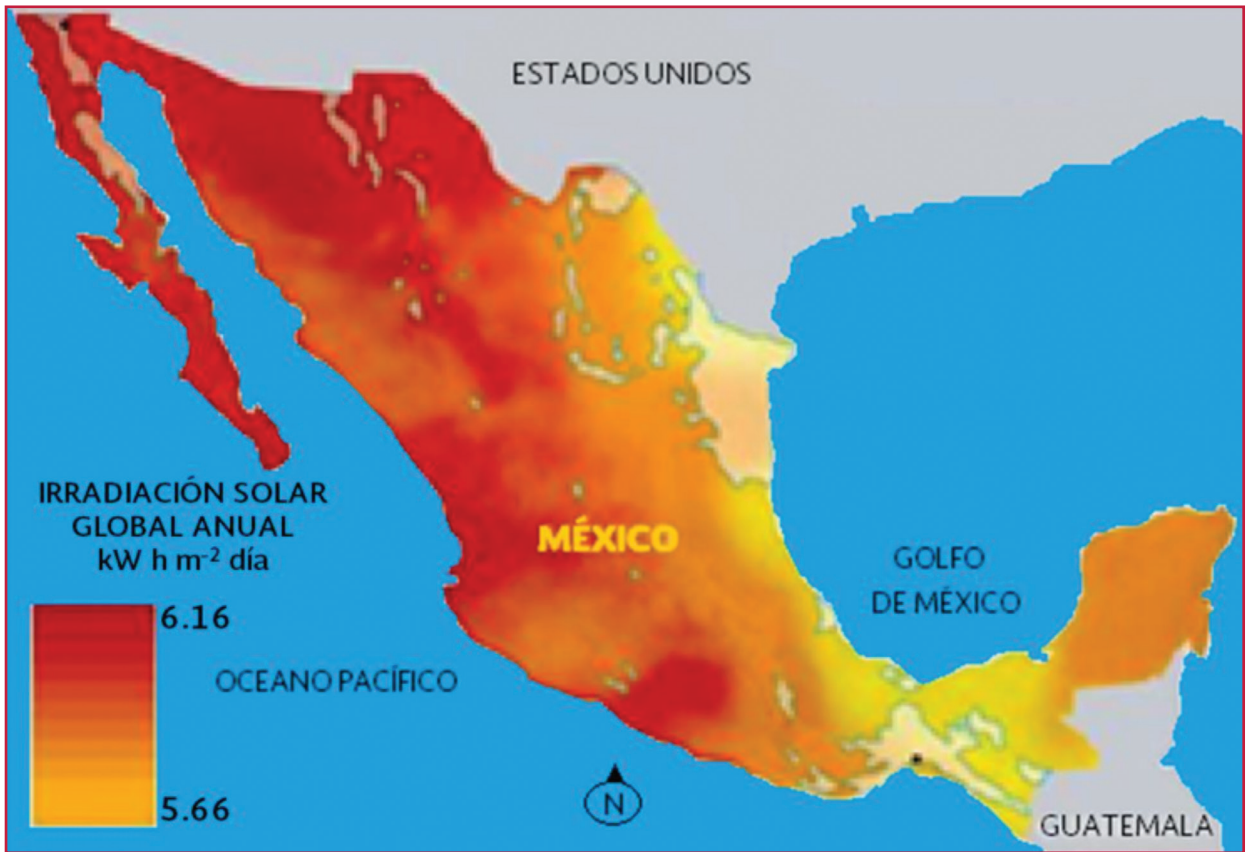 ESTADOS UNIDOS
IRRADIACIÓN SOLAR
GLOBAL ANUAL
kW h m⁻² día
6.16
5.66
MÉXICO
GOLFO
DE MÉXICO
OCEANO PACÍFICO
N
GUATEMALA